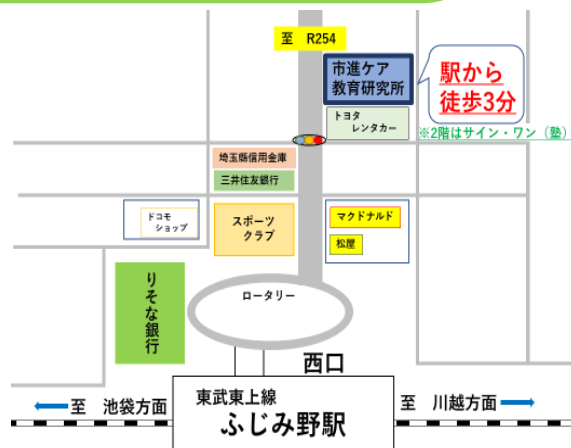 至 R254
市進ケア
教育研究所
駅から
徒歩3分
トヨタ
レンタカー
※2階はサイン・ワン（塾）
埼玉縣信用金庫
三井住友銀行
ドコモ
ショップ
スポーツ
クラブ
マクドナルド
松屋
りそな銀行
ロータリー
西口
至 池袋方面
東武東上線
ふじみ野駅
至 川越方面